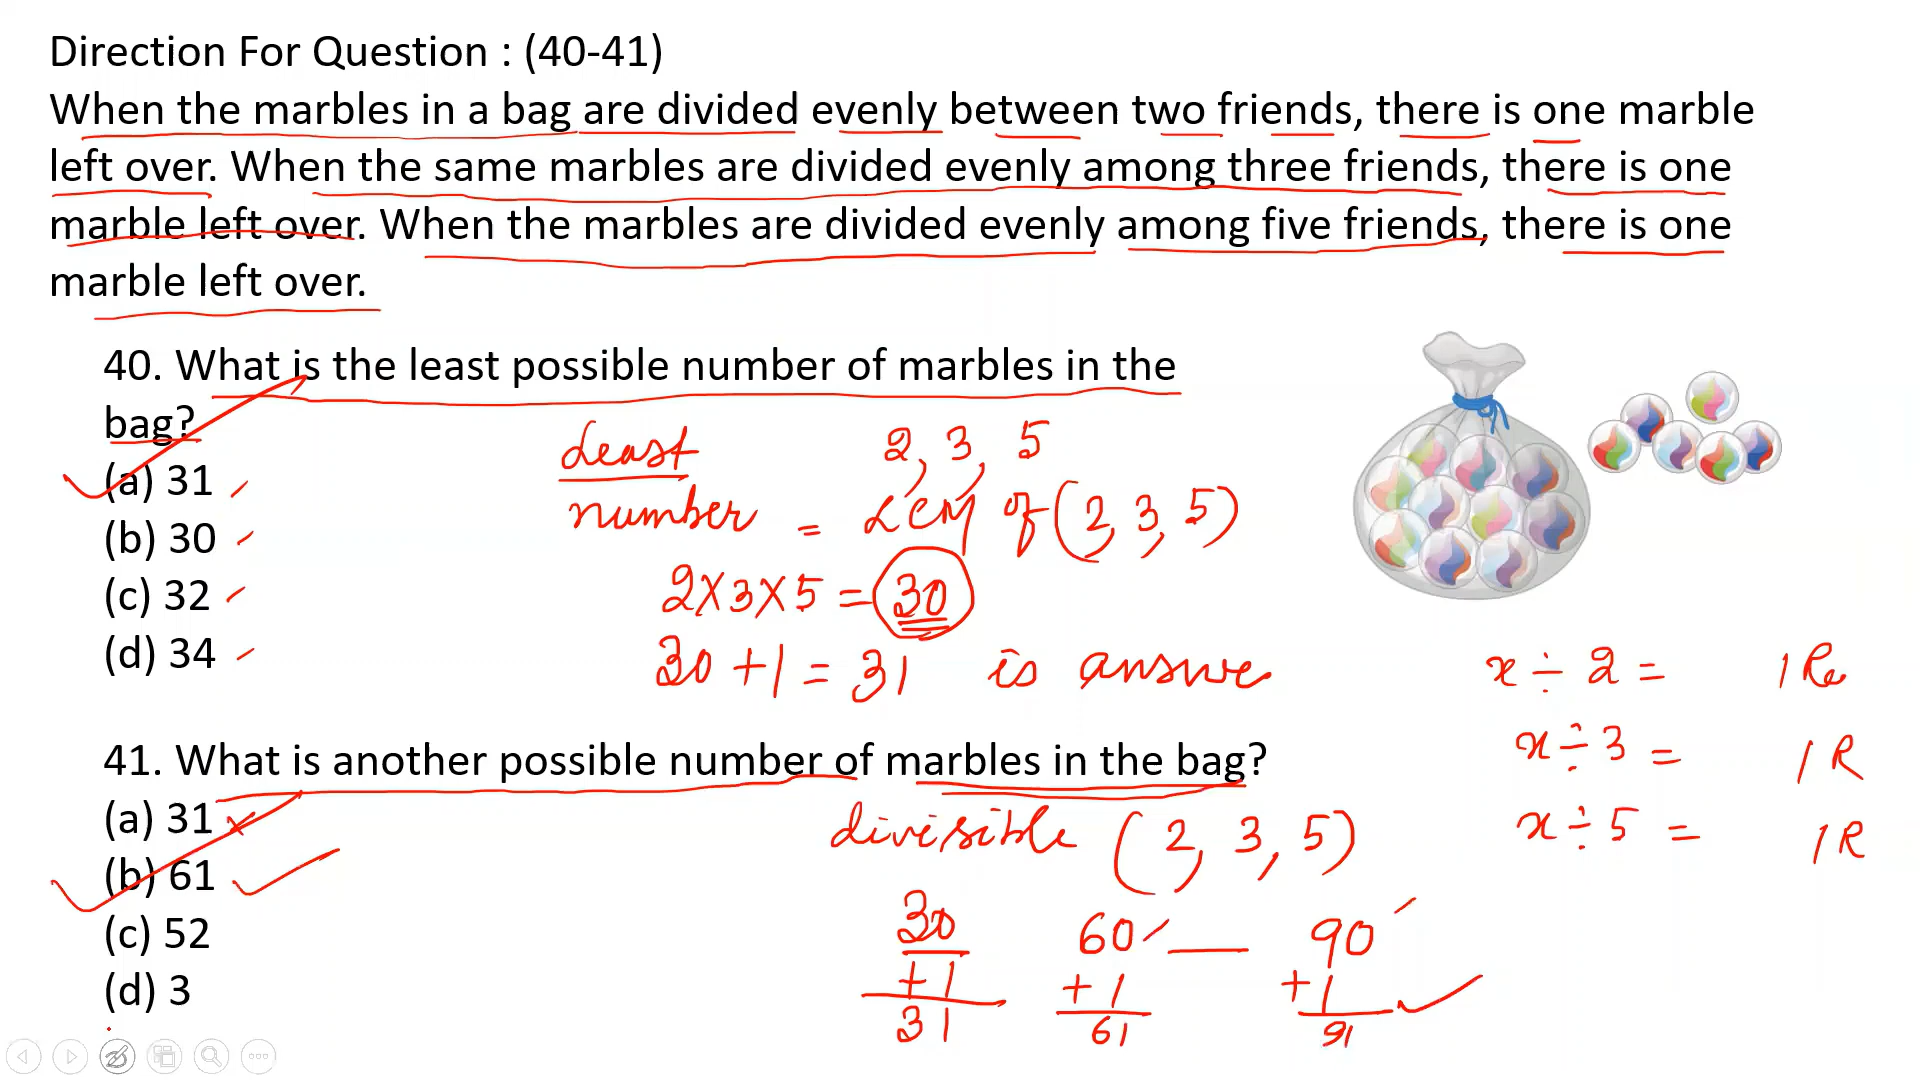 Direction For Question : (40-41)
When the marbles in a bag are divided evenly between two friends, there is one marble
left over. When the same marbles are divided evenly among three friends, there is one
marble left over. When the marbles are divided evenly among five friends, there is one
marble left over.
40. What is the least possible number of marbles in the
bag?
(a) 31
(b) 30
(c) 32
(d) 34
Least
number = LCM of (2, 3, 5)
2, 3, 5
2×3×5 = 30
30 + 1 = 31 is answe
x ÷ 2 = 1 Re
x ÷ 3 = 1 R
x ÷ 5 = 1 R
41. What is another possible number of marbles in the bag?
(a) 31 ×
(b) 61
(c) 52
(d) 3
divisible (2, 3, 5)
30 60 — 90
+ 1 + 1 + 1
31 61 91